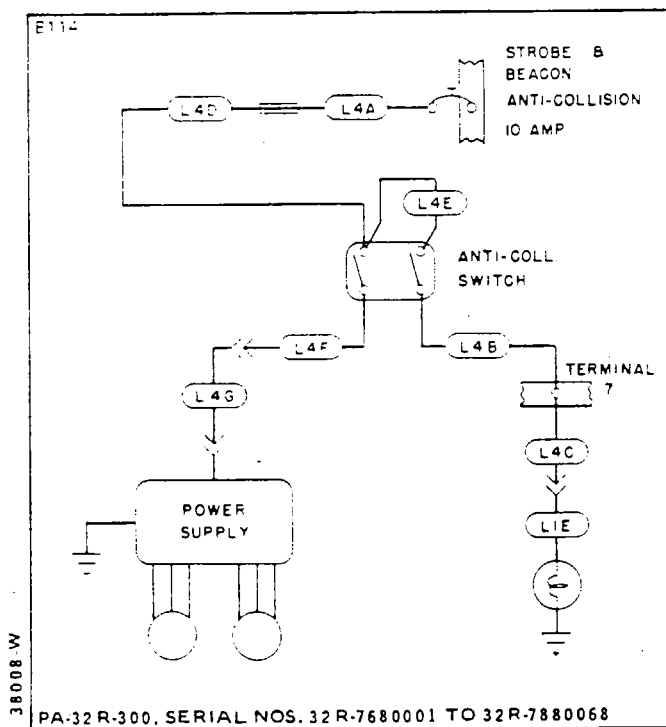 E114
STROBE &
BEACON
ANTI-COLLISION
10 AMP
L4D
L4A
L4E
ANTI-COLL.
SWITCH
L4F
L4B
TERMINAL
7
L4G
L4C
POWER
SUPPLY
L1E
38008-W
PA-32R-300, SERIAL NOS. 32R-7680001 TO 32R-7880068